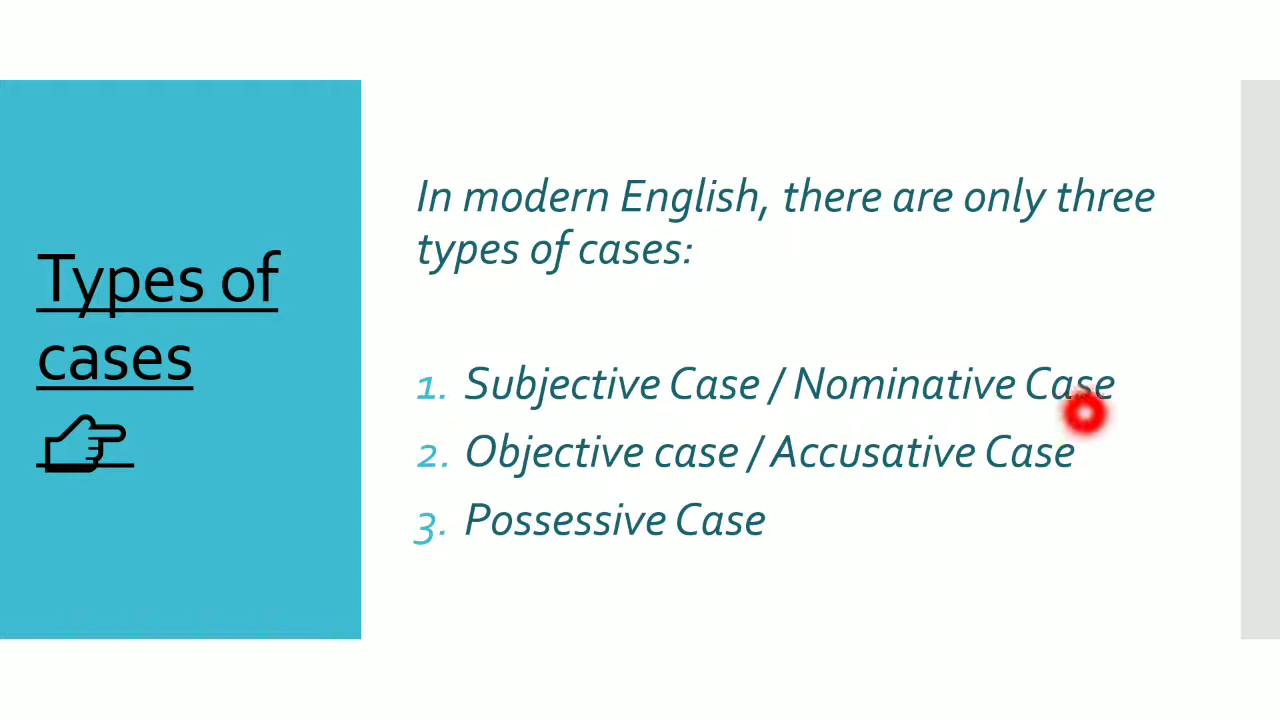 Types of
cases
In modern English, there are only three
types of cases:
1. Subjective Case / Nominative Case
2. Objective case / Accusative Case
3. Possessive Case